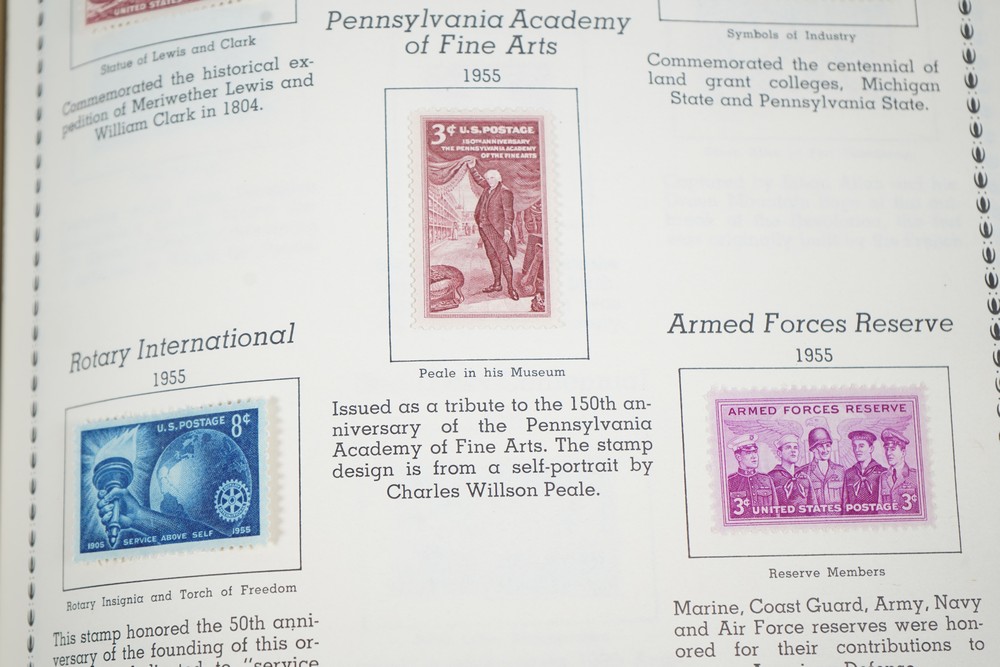 UNITED STATES
Statue of Lewis and Clark
Commemorated the historical ex-
pedition of Meriwether Lewis and
William Clark in 1804.
Pennsylvania Academy
of Fine Arts
1955
3¢ U.S. POSTAGE
150TH ANNIVERSARY
THE PENNSYLVANIA ACADEMY
OF THE FINE ARTS
Peale in his Museum
Issued as a tribute to the 150th an-
niversary of the Pennsylvania
Academy of Fine Arts. The stamp
design is from a self-portrait by
Charles Willson Peale.
Symbols of Industry
Commemorated the centennial of
land grant colleges, Michigan
State and Pennsylvania State.
Rotary International
1955
U.S. POSTAGE 8¢
1905 SERVICE ABOVE SELF 1955
Rotary Insignia and Torch of Freedom
This stamp honored the 50th anni-
versary of the founding of this or-
to "service
Armed Forces Reserve
1955
ARMED FORCES RESERVE
3¢ UNITED STATES POSTAGE 3¢
Reserve Members
Marine, Coast Guard, Army, Navy
and Air Force reserves were hon-
ored for their contributions to